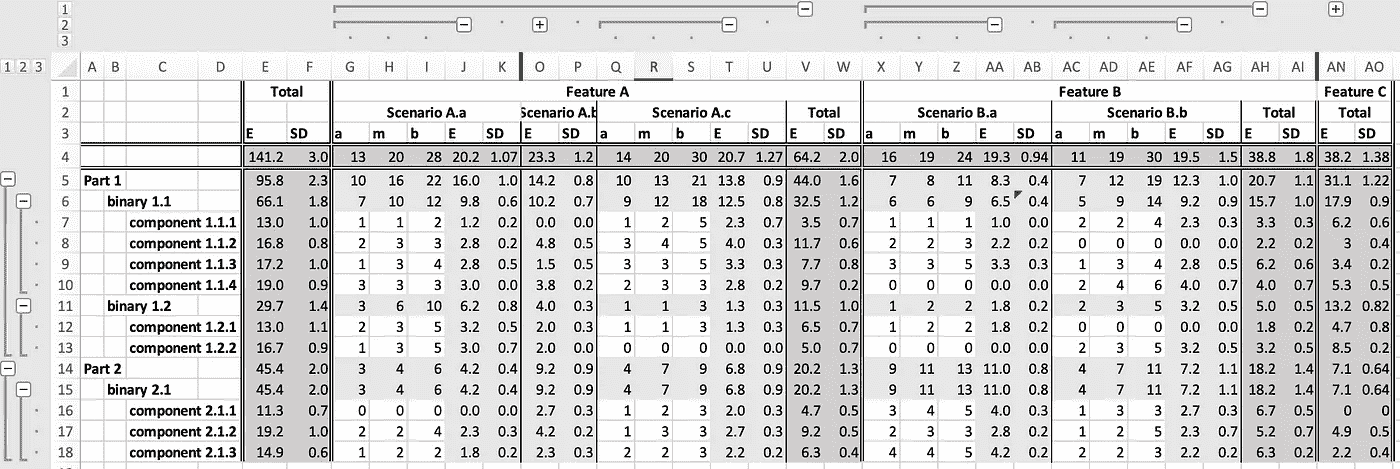 1
2
3
1 2 3 A B C D E F G H I J K O P Q R S T U V W X Y Z AA AB AC AD AE AF AG AH AI AN AO
1 Total Feature A Feature B Feature C
2 Scenario A.a Scenario A.b Scenario A.c Total Scenario B.a Scenario B.b Total Total
3 E SD a m b E SD E SD a m b E SD E SD a m b E SD a m b E SD E SD E SD
4 141.2 3.0 13 20 28 20.2 1.07 23.3 1.2 14 20 30 20.7 1.27 64.2 2.0 16 19 24 19.3 0.94 11 19 30 19.5 1.5 38.8 1.8 38.2 1.38
5 Part 1 95.8 2.3 10 16 22 16.0 1.0 14.2 0.8 10 13 21 13.8 0.9 44.0 1.6 7 8 11 8.3 0.4 7 12 19 12.3 1.0 20.7 1.1 31.1 1.22
6 binary 1.1 66.1 1.8 7 10 12 9.8 0.6 10.2 0.7 9 12 18 12.5 0.8 32.5 1.2 6 6 9 6.5 0.4 5 9 14 9.2 0.9 15.7 1.0 17.9 0.9
7 component 1.1.1 13.0 1.0 1 1 2 1.2 0.2 0.0 0.0 1 2 5 2.3 0.7 3.5 0.7 1 1 1 1.0 0.0 2 2 4 2.3 0.3 3.3 0.3 6.2 0.6
8 component 1.1.2 16.8 0.8 2 3 3 2.8 0.2 4.8 0.5 3 4 5 4.0 0.3 11.7 0.6 2 2 3 2.2 0.2 0 0 0 0.0 0.0 2.2 0.2 3 0.4
9 component 1.1.3 17.2 1.0 1 3 4 2.8 0.5 1.5 0.5 3 3 5 3.3 0.3 7.7 0.8 3 3 5 3.3 0.3 1 3 4 2.8 0.5 6.2 0.6 3.4 0.2
10 component 1.1.4 19.0 0.9 3 3 3 3.0 0.0 3.8 0.2 2 3 3 2.8 0.2 9.7 0.2 0 0 0 0.0 0.0 2 4 6 4.0 0.7 4.0 0.7 5.3 0.5
11 binary 1.2 29.7 1.4 3 6 10 6.2 0.8 4.0 0.3 1 1 3 1.3 0.3 11.5 1.0 1 2 2 1.8 0.2 2 3 5 3.2 0.5 5.0 0.5 13.2 0.82
12 component 1.2.1 13.0 1.1 2 3 5 3.2 0.5 2.0 0.3 1 1 3 1.3 0.3 6.5 0.7 1 2 2 1.8 0.2 0 0 0 0.0 0.0 1.8 0.2 4.7 0.8
13 component 1.2.2 16.7 0.9 1 3 5 3.0 0.7 2.0 0.0 0 0 0 0.0 0.0 5.0 0.7 0 0 0 0.0 0.0 2 3 5 3.2 0.5 3.2 0.5 8.5 0.2
14 Part 2 45.4 2.0 3 4 6 4.2 0.4 9.2 0.9 4 7 9 6.8 0.9 20.2 1.3 9 11 13 11.0 0.8 4 7 11 7.2 1.1 18.2 1.4 7.1 0.64
15 binary 2.1 45.4 2.0 3 4 6 4.2 0.4 9.2 0.9 4 7 9 6.8 0.9 20.2 1.3 9 11 13 11.0 0.8 4 7 11 7.2 1.1 18.2 1.4 7.1 0.64
16 component 2.1.1 11.3 0.7 0 0 0 0.0 0.0 2.7 0.3 1 2 3 2.0 0.3 4.7 0.5 3 4 5 4.0 0.3 1 3 3 2.7 0.3 6.7 0.5 0 0
17 component 2.1.2 19.2 1.0 2 2 4 2.3 0.3 4.2 0.2 1 3 3 2.7 0.3 9.2 0.5 2 3 3 2.8 0.2 1 2 5 2.3 0.7 5.2 0.7 4.9 0.5
18 component 2.1.3 14.9 0.6 1 2 2 1.8 0.2 2.3 0.3 2 2 3 2.2 0.2 6.3 0.4 4 4 5 4.2 0.2 2 2 3 2.2 0.2 6.3 0.2 2.2 0.4